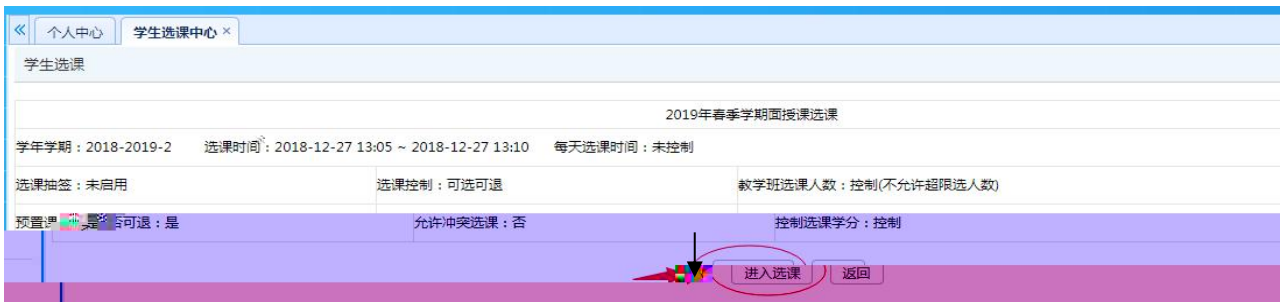 个人中心 学生选课中心 ×
学生选课
2019年春季学期面授课选课
学年学期：2018-2019-2 选课时间：2018-12-27 13:05 ~ 2018-12-27 13:10 每天选课时间：未控制
选课抽签：未启用 选课控制：可选可退 教学班选课人数：控制(不允许超限选人数)
预置课 是否可退：是 允许冲突选课：否 控制选课学分：控制
进入选课 返回